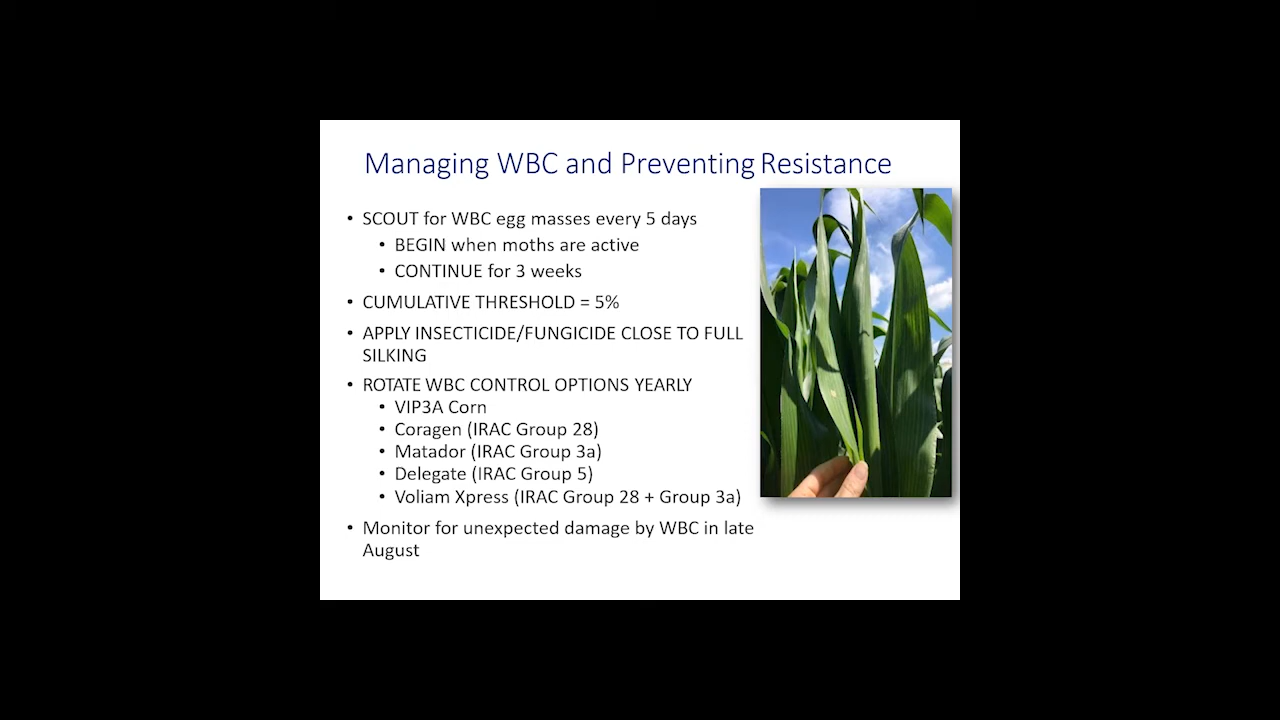 Managing WBC and Preventing Resistance
• SCOUT for WBC egg masses every 5 days
• BEGIN when moths are active
• CONTINUE for 3 weeks
• CUMULATIVE THRESHOLD = 5%
• APPLY INSECTICIDE/FUNGICIDE CLOSE TO FULL
SILKING
• ROTATE WBC CONTROL OPTIONS YEARLY
• VIP3A Corn
• Coragen (IRAC Group 28)
• Matador (IRAC Group 3a)
• Delegate (IRAC Group 5)
• Voliam Xpress (IRAC Group 28 + Group 3a)
• Monitor for unexpected damage by WBC in late
August